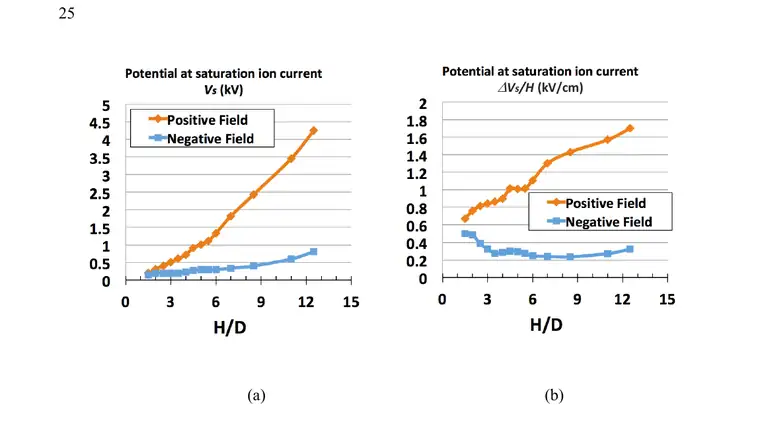 25
Potential at saturation ion current
Vs (kV)
5
4.5
4
3.5
3
2.5
2
1.5
1
0.5
0
Positive Field
Negative Field
0 3 6 9 12 15
H/D
(a)
Potential at saturation ion current
ΔVs/H (kV/cm)
2
1.8
1.6
1.4
1.2
1
0.8
0.6
0.4
0.2
0
Positive Field
Negative Field
0 3 6 9 12 15
H/D
(b)